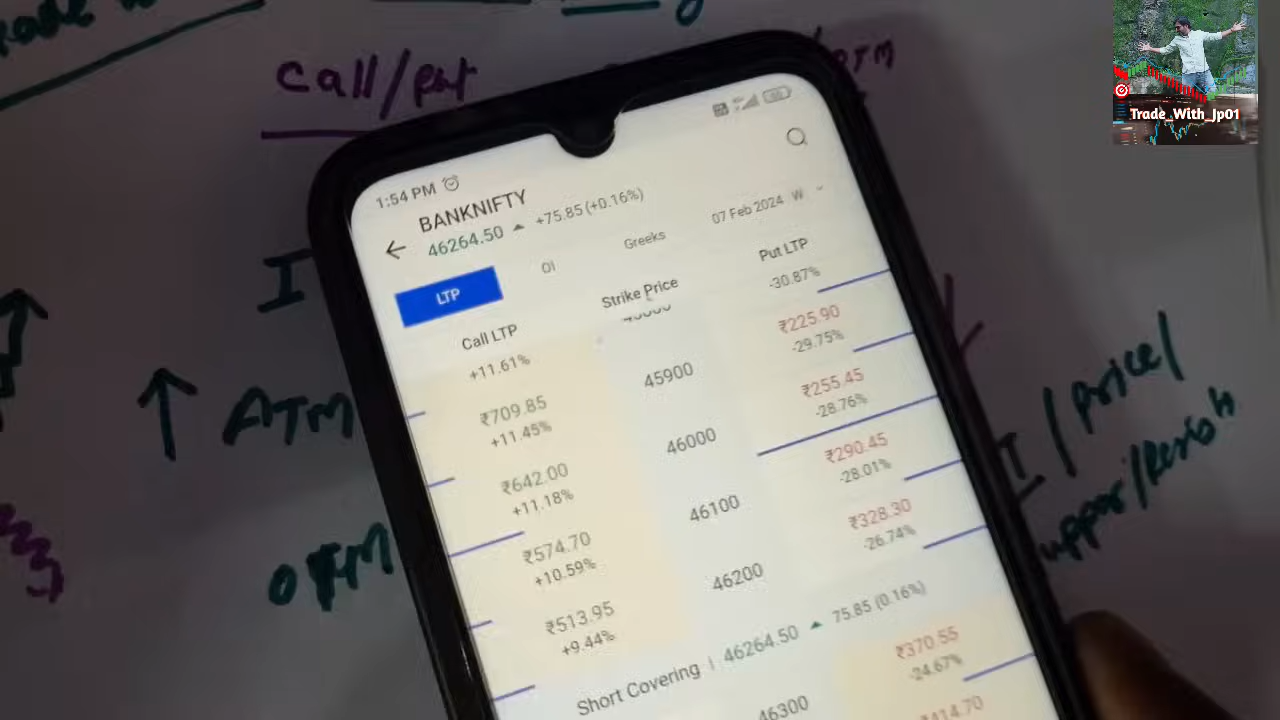 Call/put
Trade_With_Jp01
1:54 PM
BANKNIFTY
46264.50 +75.85 (+0.16%)
07 Feb 2024 W
LTP OI Greeks
Call LTP Strike Price Put LTP
+11.61% -30.87%
₹709.85 45900 ₹225.90
+11.45% -29.75%
₹642.00 46000 ₹255.45
+11.18% -28.76%
₹574.70 46100 ₹290.45
+10.59% -28.01%
₹513.95 46200 ₹328.30
+9.44% -26.74%
Short Covering | 46264.50 75.85 (0.16%)
46300 ₹370.55
-24.67%
₹414.70
I
ATM
OTM
/ price/